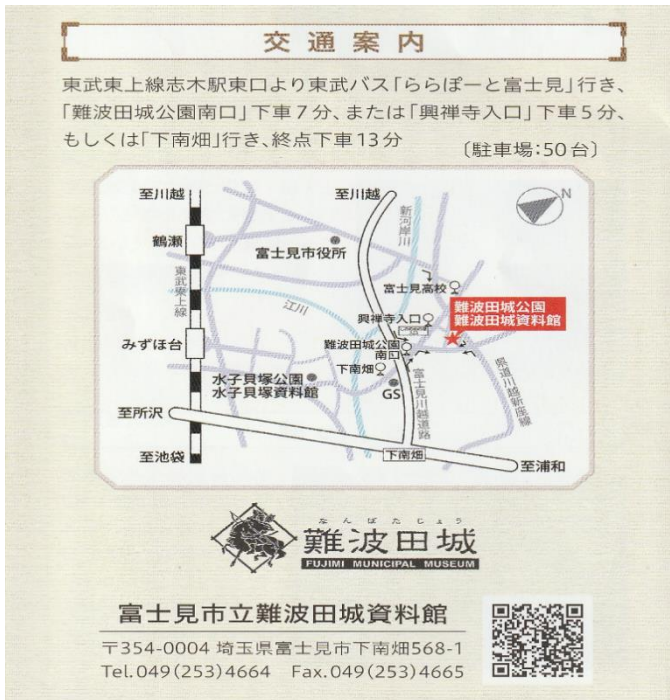 交通案内
東武東上線志木駅東口より東武バス「ららぽーと富士見」行き、
「難波田城公園南口」下車7分、または「興禅寺入口」下車5分、
もしくは「下南畑」行き、終点下車13分
〔駐車場:50台〕
至川越
至川越
N
新河岸川
鶴瀬
富士見市役所
東武東上線
富士見高校
江川
難波田城公園
難波田城資料館
興禅寺入口
みずほ台
難波田城公園
南口
下南畑
県道川越新座線
水子貝塚公園
水子貝塚資料館
GS
富士見川越道路
至所沢
至池袋
下南畑
至浦和
なんばたじょう
難波田城
FUJIMI MUNICIPAL MUSEUM
富士見市立難波田城資料館
〒354-0004 埼玉県富士見市下南畑568-1
Tel.049(253)4664 Fax.049(253)4665